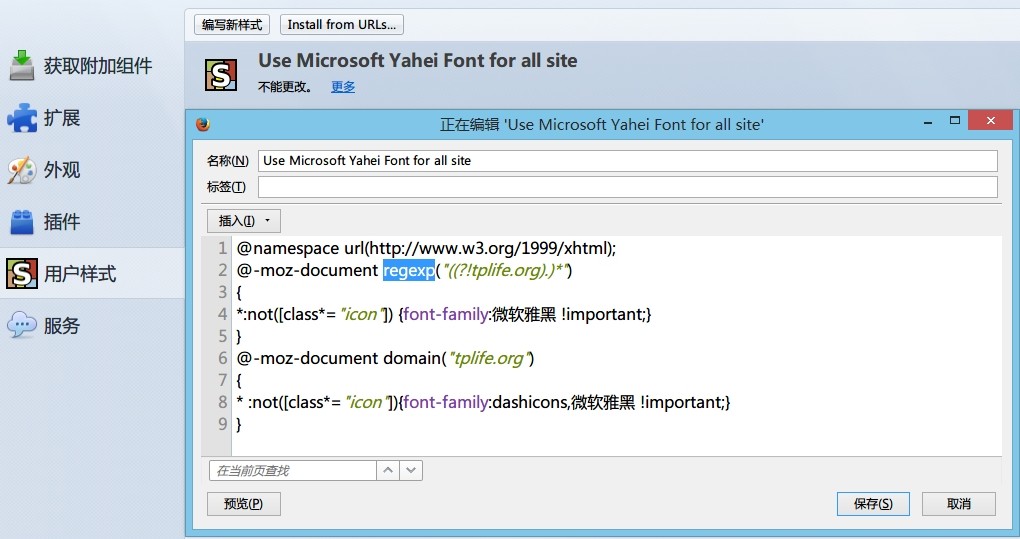 编写新样式
Install from URLs...
获取附加组件
扩展
外观
插件
用户样式
服务
Use Microsoft Yahei Font for all site
不能更改。 更多
正在编辑 'Use Microsoft Yahei Font for all site'
名称(N) Use Microsoft Yahei Font for all site
标签(T)
插入(I)
1 @namespace url(http://www.w3.org/1999/xhtml);
2 @-moz-document regexp("((?!tplife.org).)*")
3 {
4 *:not([class*= "icon"]) {font-family:微软雅黑 !important;}
5 }
6 @-moz-document domain("tplife.org")
7 {
8 * :not([class*= "icon"]){font-family:dashicons,微软雅黑 !important;}
9 }
在当前页查找
预览(P)
保存(S)
取消